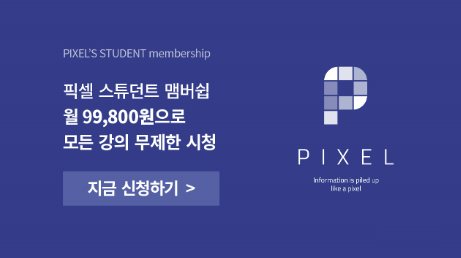 PIXEL'S STUDENT membership
픽셀 스튜던트 맴버쉽
월 99,800원으로
모든 강의 무제한 시청
지금 신청하기 >
PIXEL
Information is piled up
like a pixel